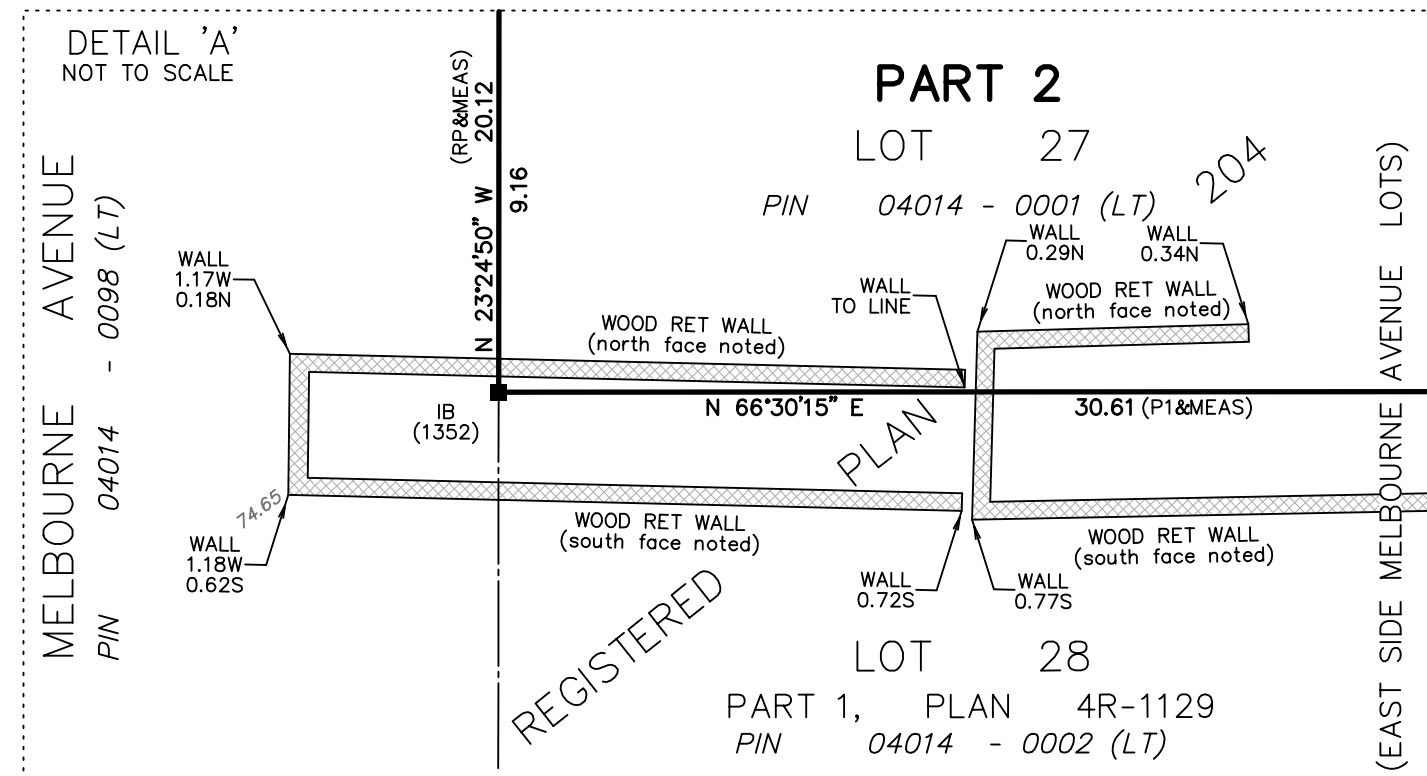 DETAIL 'A'
NOT TO SCALE
PART 2
LOT 27
PIN 04014 - 0001 (LT)
204
(RP&MEAS)
N 23°24'50" W 20.12
9.16
MELBOURNE AVENUE
PIN 04014 - 0098 (LT)
WALL
1.17W
0.18N
WOOD RET WALL
(north face noted)
WALL
TO LINE
WALL
0.29N
WALL
0.34N
WOOD RET WALL
(north face noted)
IB
(1352)
N 66°30'15" E
30.61 (P1&MEAS)
PLAN
74.65
WALL
1.18W
0.62S
WOOD RET WALL
(south face noted)
WALL
0.72S
WALL
0.77S
WOOD RET WALL
(south face noted)
REGISTERED
LOT 28
PART 1, PLAN 4R-1129
PIN 04014 - 0002 (LT)
(EAST SIDE MELBOURNE AVENUE LOTS)